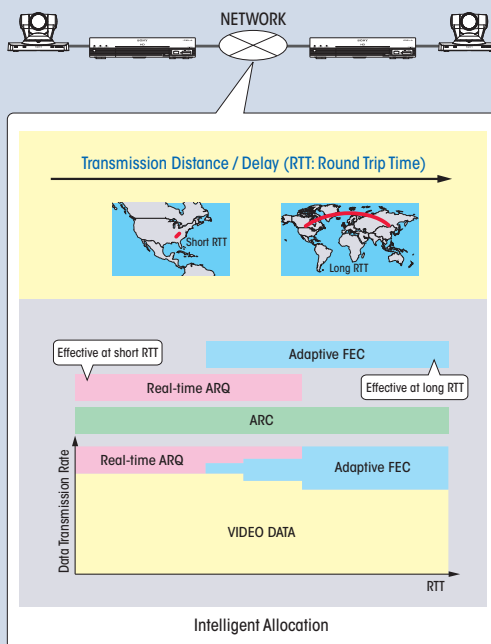 NETWORK
SONY
SONY
Transmission Distance / Delay (RTT: Round Trip Time)
Short RTT
Long RTT
Effective at short RTT
Adaptive FEC
Effective at long RTT
Real-time ARQ
ARC
Data Transmission Rate
Real-time ARQ
Adaptive FEC
VIDEO DATA
RTT
Intelligent Allocation